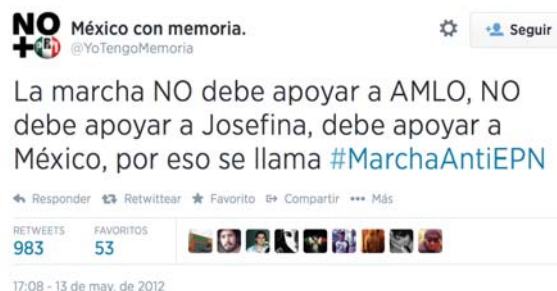 NO
+PRI
México con memoria.
@YoTengoMemoria
Seguir
La marcha NO debe apoyar a AMLO, NO
debe apoyar a Josefina, debe apoyar a
México, por eso se llama #MarchaAntiEPN
Responder Retwittear Favorito Compartir Más
RETWEETS FAVORITOS
983 53
17:08 - 13 de may. de 2012